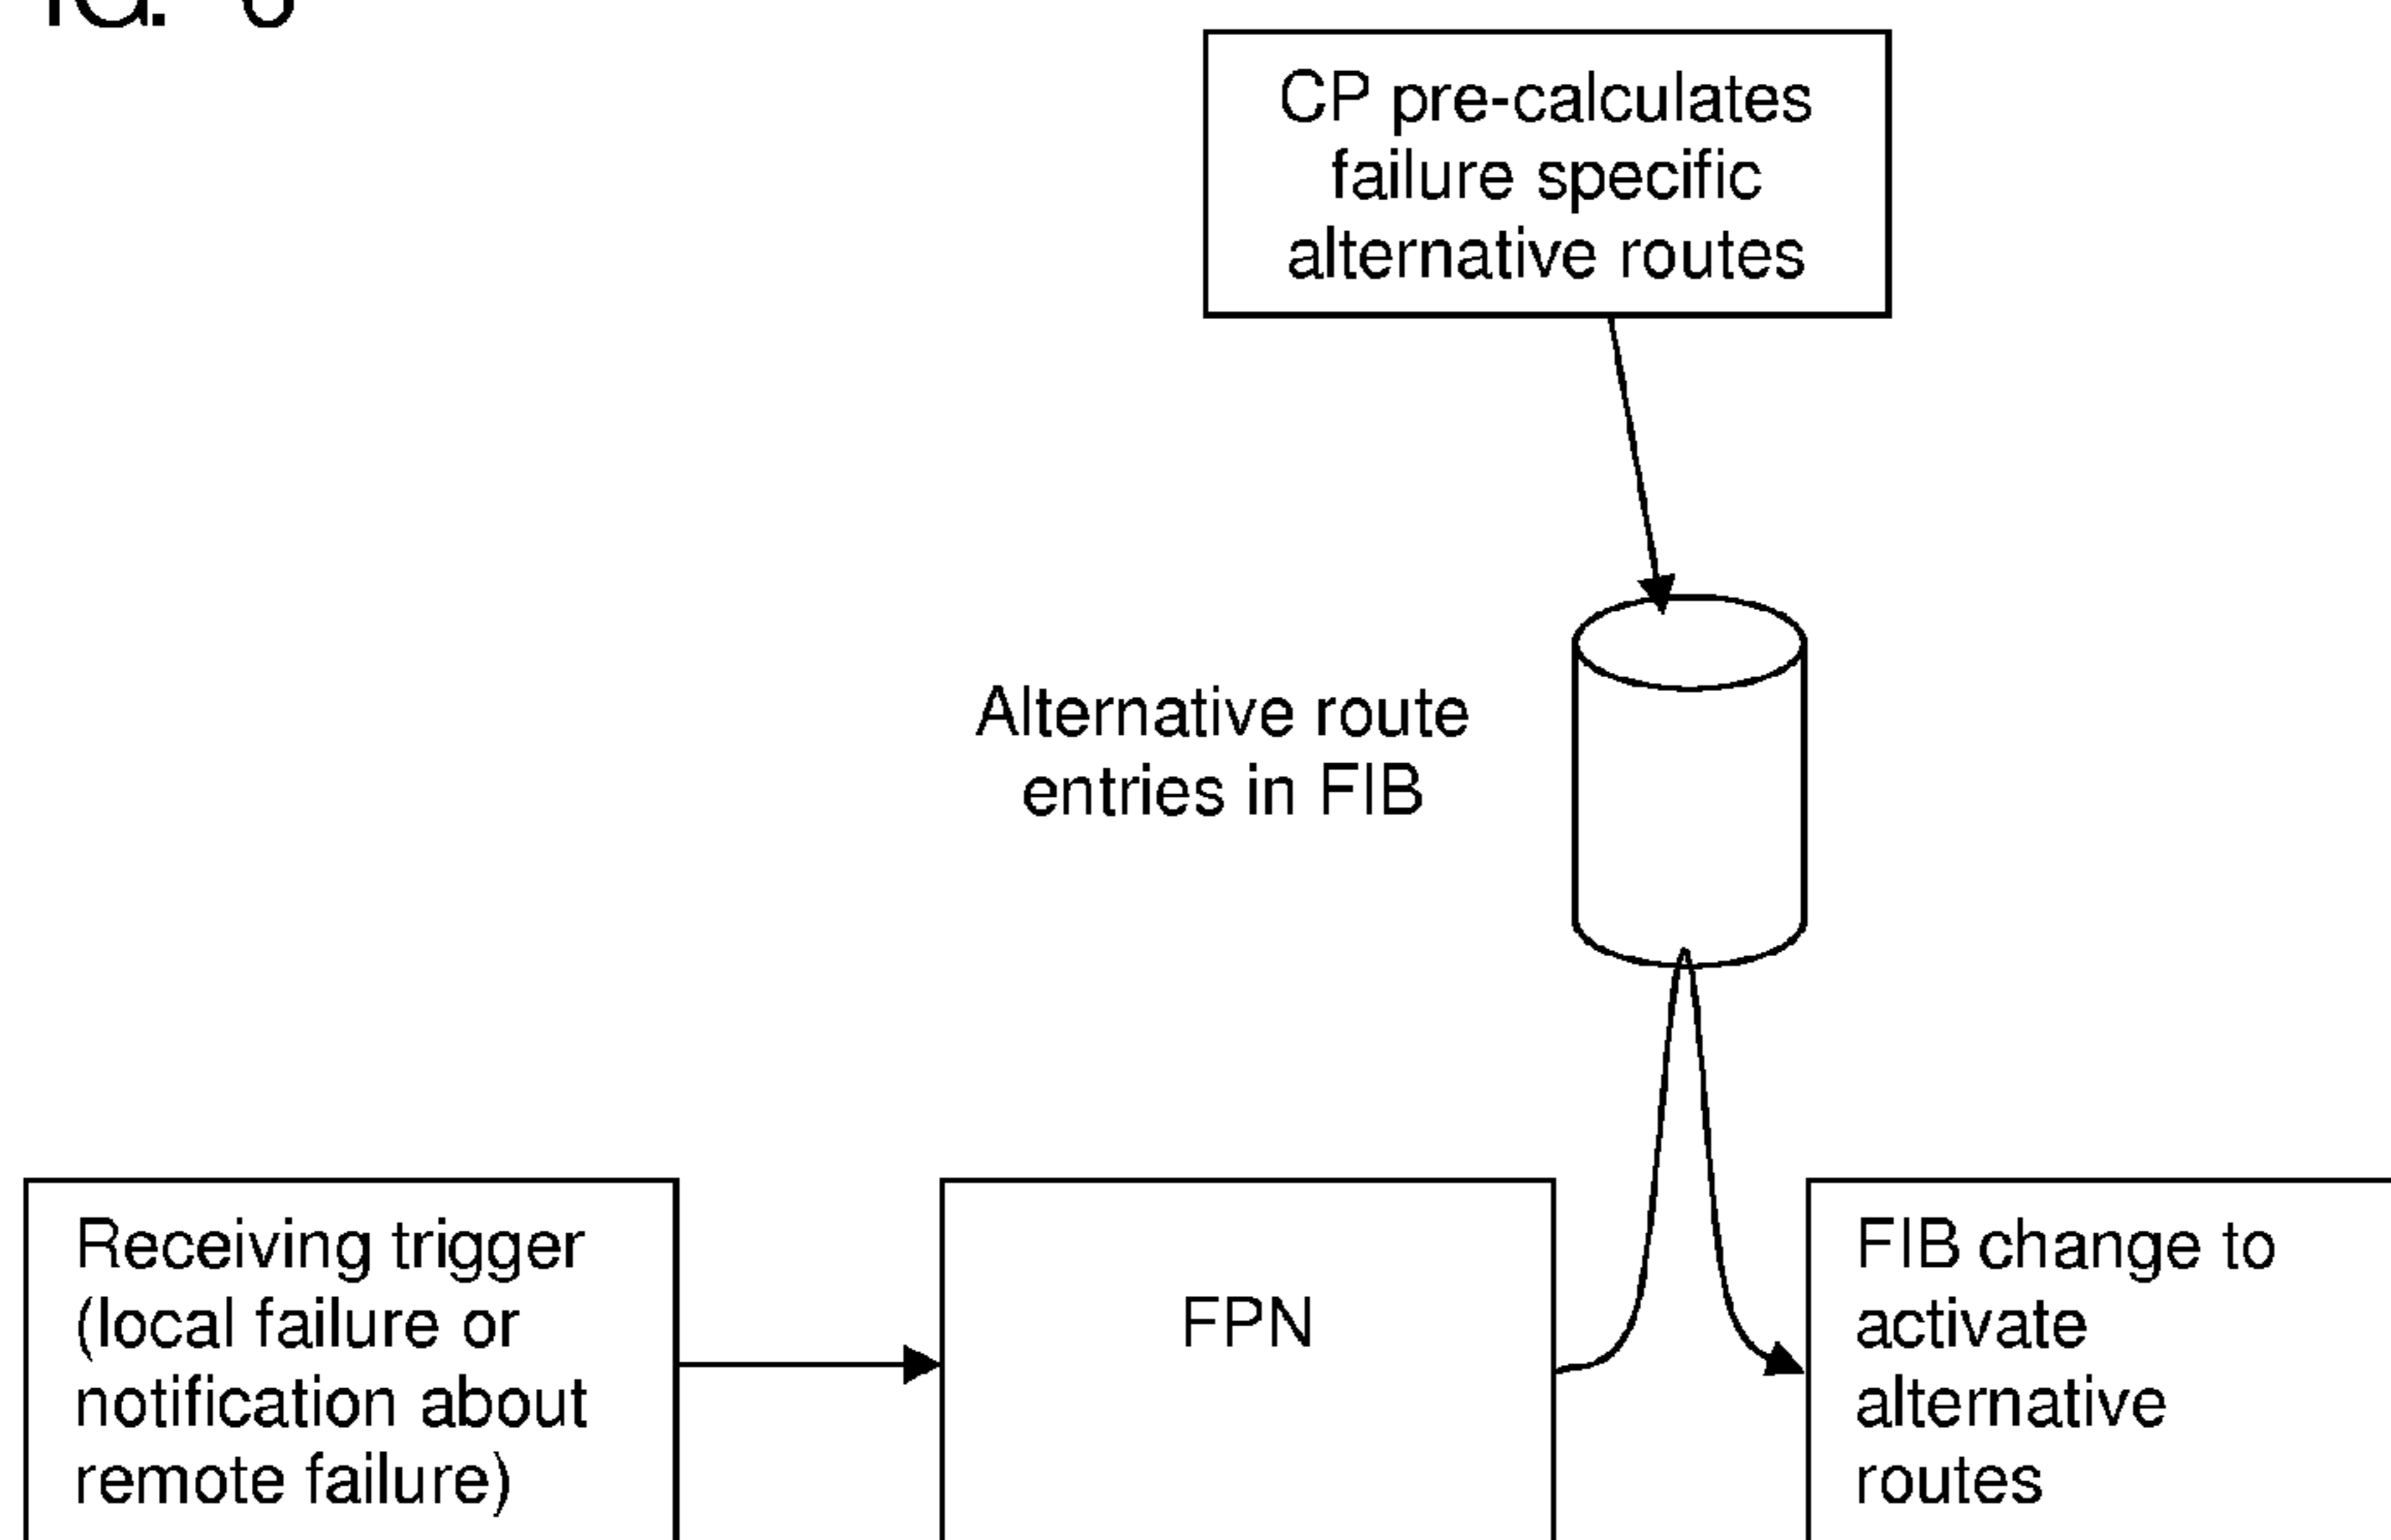 CP pre-calculates
failure specific
alternative routes
Alternative route
entries in FIB
Receiving trigger
(local failure or
notification about
remote failure)
FPN
FIB change to
activate
alternative
routes